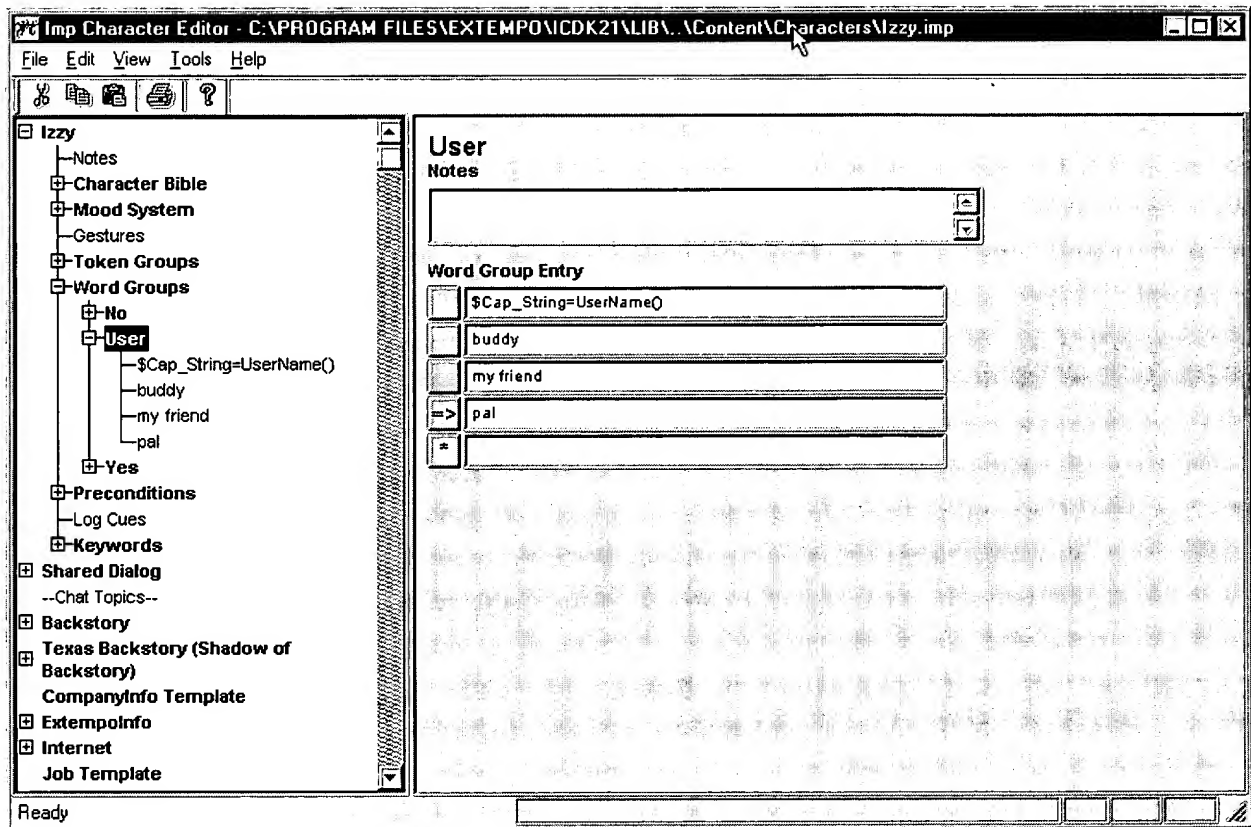 Imp Character Editor - C:\PROGRAM FILES\EXTEMPO\ICDK21\LIB\..\Content\Characters\Izzy.imp
File Edit View Tools Help
Izzy
Notes
Character Bible
Mood System
Gestures
Token Groups
Word Groups
No
User
$Cap_String=UserName()
buddy
my friend
pal
Yes
Preconditions
Log Cues
Keywords
Shared Dialog
--Chat Topics--
Backstory
Texas Backstory (Shadow of
Backstory)
CompanyInfo Template
ExtempoInfo
Internet
Job Template
User
Notes
Word Group Entry
$Cap_String=UserName()
buddy
my friend
=> pal
*
Ready